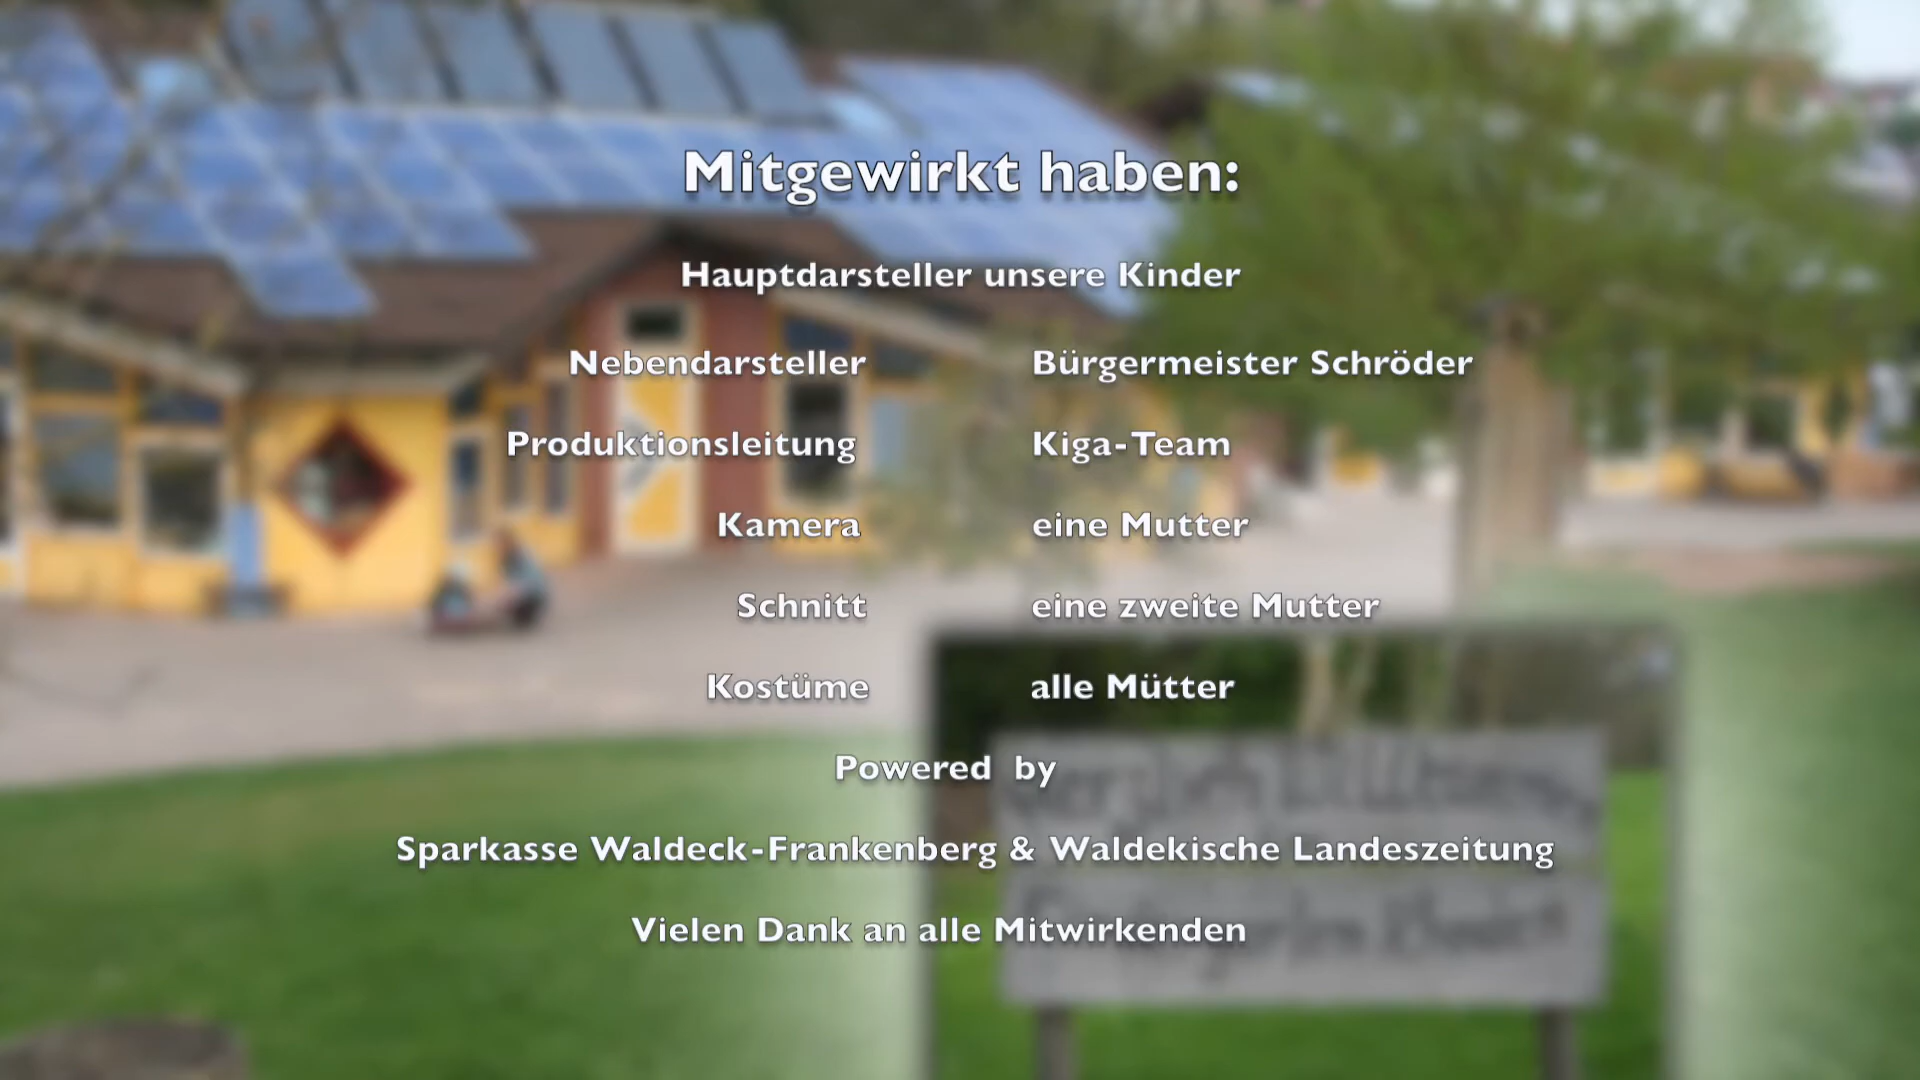 Mitgewirkt haben:
Hauptdarsteller unsere Kinder
Nebendarsteller Bürgermeister Schröder
Produktionsleitung Kiga-Team
Kamera eine Mutter
Schnitt eine zweite Mutter
Kostüme alle Mütter
Powered by
Sparkasse Waldeck-Frankenberg & Waldekische Landeszeitung
Vielen Dank an alle Mitwirkenden